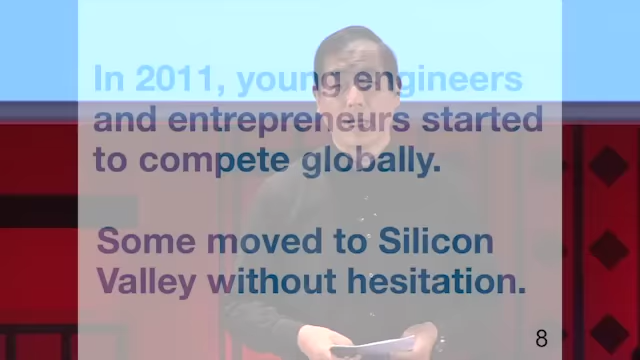 In 2011, young engineers
and entrepreneurs started
to compete globally.
Some moved to Silicon
Valley without hesitation.
8